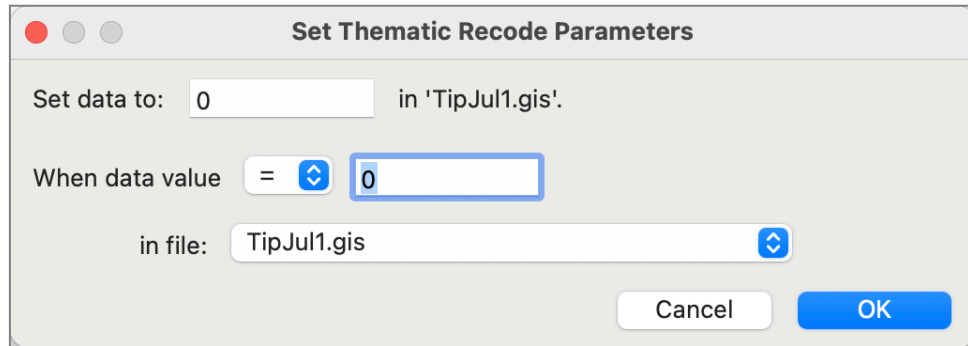 Set Thematic Recode Parameters
Set data to: 0 in 'TipJul1.gis'.
When data value = 0
in file: TipJul1.gis
Cancel OK